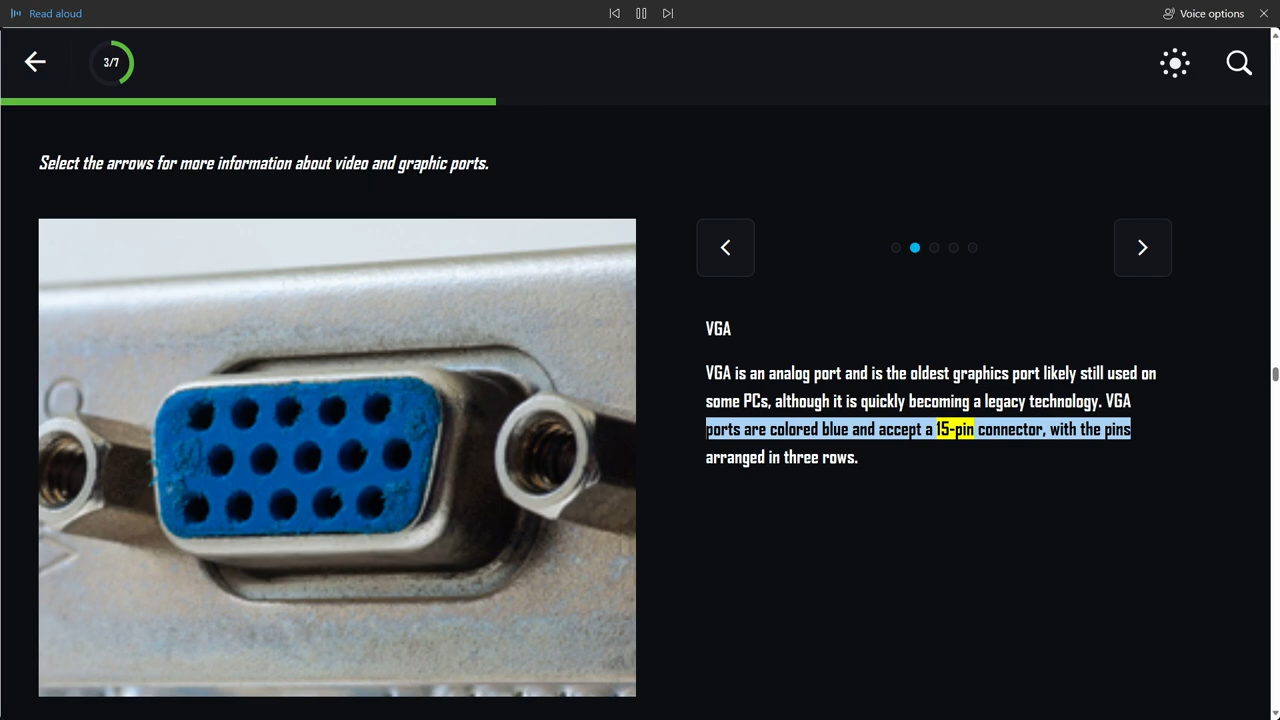 Read aloud
Voice options
3/7
Select the arrows for more information about video and graphic ports.
VGA
VGA is an analog port and is the oldest graphics port likely still used on
some PCs, although it is quickly becoming a legacy technology. VGA
ports are colored blue and accept a 15-pin connector, with the pins
arranged in three rows.